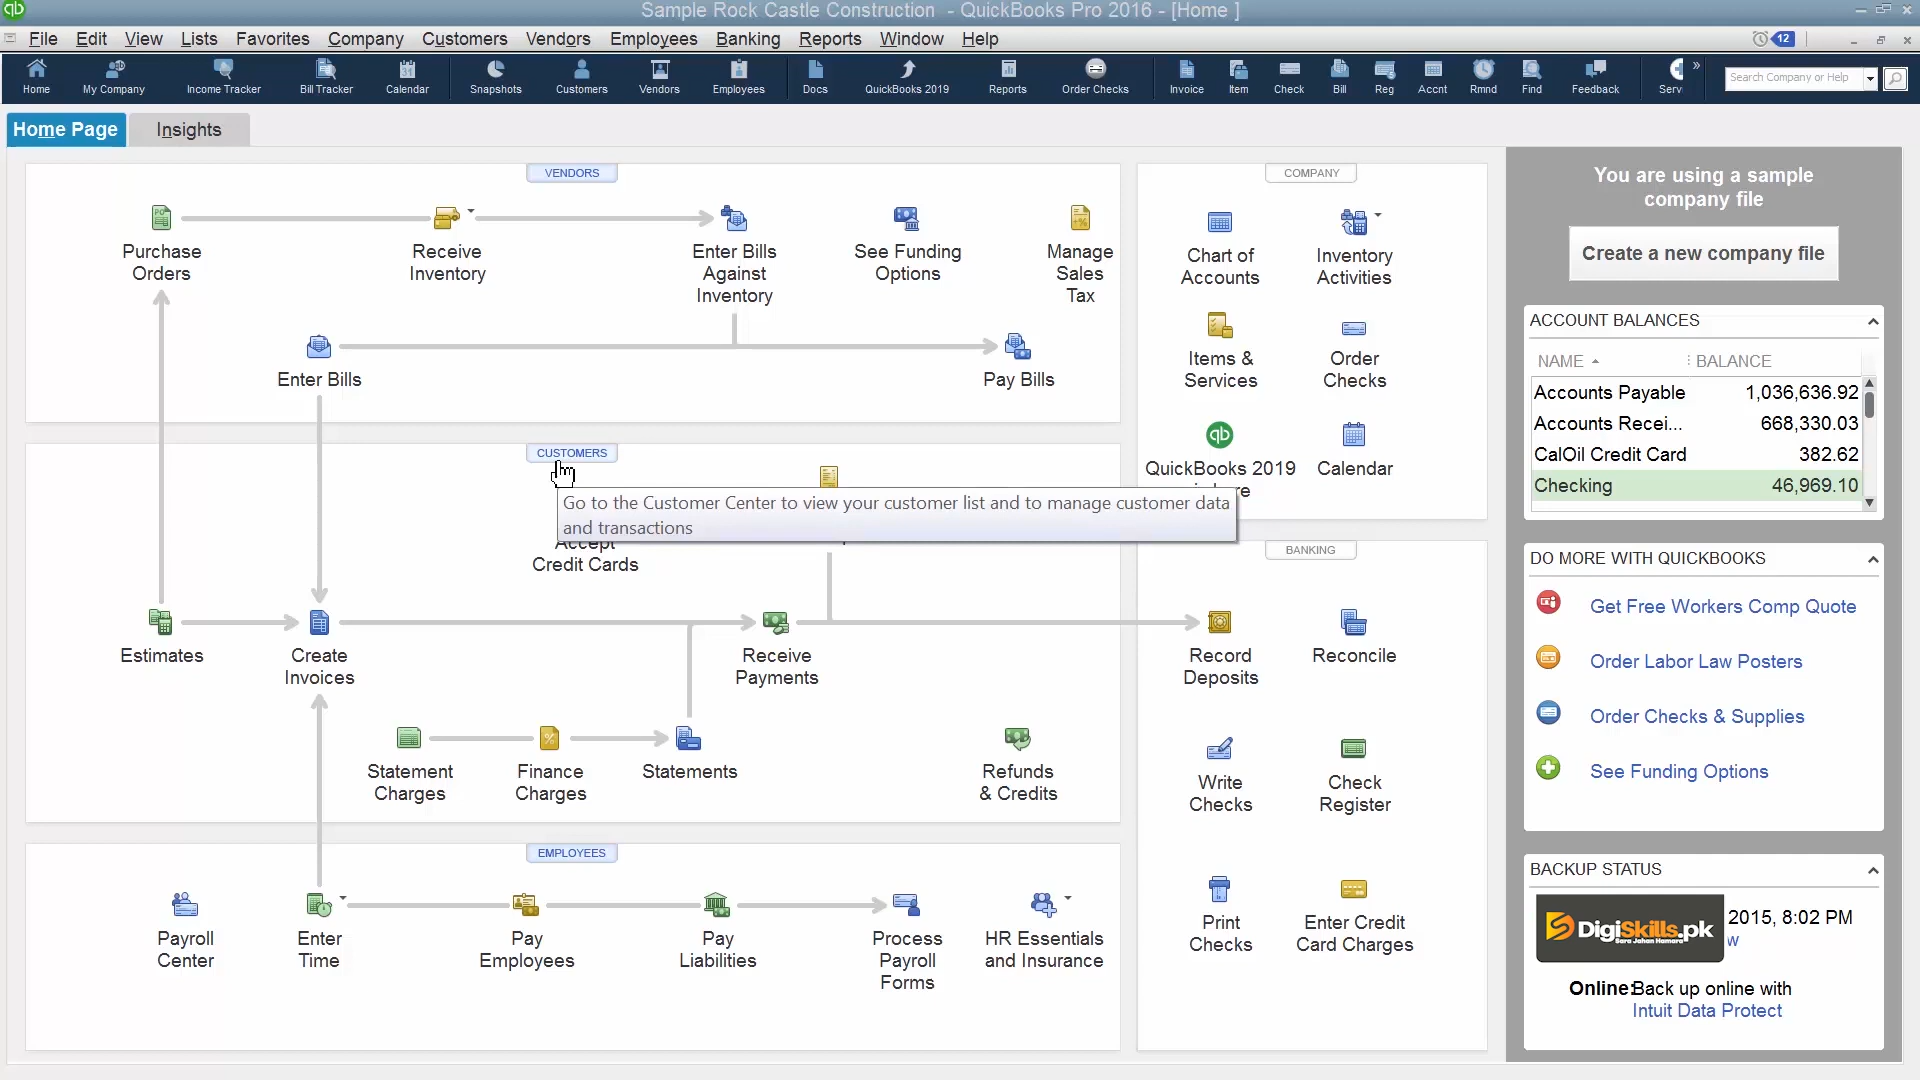 Sample Rock Castle Construction - QuickBooks Pro 2016 - [Home ]
File Edit View Lists Favorites Company Customers Vendors Employees Banking Reports Window Help
12
Home
My Company
Income Tracker
Bill Tracker
Calendar
Snapshots
Customers
Vendors
Employees
Docs
QuickBooks 2019
Reports
Order Checks
Invoice
Item
Check
Bill
Reg
Accnt
Rmnd
Find
Feedback
Serv
Search Company or Help
Home Page
Insights
VENDORS
Purchase
Orders
Receive
Inventory
Enter Bills
Against
Inventory
See Funding
Options
Manage
Sales
Tax
Enter Bills
Pay Bills
CUSTOMERS
Go to the Customer Center to view your customer list and to manage customer data
and transactions
Accept
Credit Cards
Estimates
Create
Invoices
Receive
Payments
Statement
Charges
Finance
Charges
Statements
Refunds
& Credits
EMPLOYEES
Payroll
Center
Enter
Time
Pay
Employees
Pay
Liabilities
Process
Payroll
Forms
HR Essentials
and Insurance
COMPANY
Chart of
Accounts
Inventory
Activities
Items &
Services
Order
Checks
QuickBooks 2019
Calendar
BANKING
Record
Deposits
Reconcile
Write
Checks
Check
Register
Print
Checks
Enter Credit
Card Charges
You are using a sample
company file
Create a new company file
ACCOUNT BALANCES
NAME BALANCE
Accounts Payable 1,036,636.92
Accounts Recei... 668,330.03
CalOil Credit Card 382.62
Checking 46,969.10
DO MORE WITH QUICKBOOKS
Get Free Workers Comp Quote
Order Labor Law Posters
Order Checks & Supplies
See Funding Options
BACKUP STATUS
DigiSkills.pk
Sara Jahan Hamara
2015, 8:02 PM
w
Online: Back up online with
Intuit Data Protect